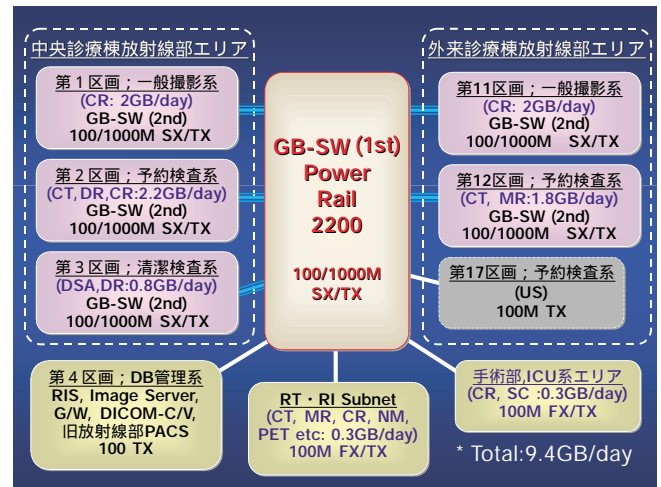 中央診療棟放射線部エリア
第1区画；一般撮影系
(CR: 2GB/day)
GB-SW (2nd)
100/1000M SX/TX
第2区画；予約検査系
(CT,DR,CR:2.2GB/day)
GB-SW (2nd)
100/1000M SX/TX
第3区画；清潔検査系
(DSA,DR:0.8GB/day)
GB-SW (2nd)
100/1000M SX/TX
GB-SW (1st)
Power
Rail
2200
100/1000M
SX/TX
外来診療棟放射線部エリア
第11区画；一般撮影系
(CR: 2GB/day)
GB-SW (2nd)
100/1000M SX/TX
第12区画；予約検査系
(CT, MR:1.8GB/day)
GB-SW (2nd)
100/1000M SX/TX
第17区画；予約検査系
(US)
100M TX
第4区画；DB管理系
RIS, Image Server,
G/W, DICOM-C/V,
旧放射線部PACS
100 TX
RT・RI Subnet
(CT, MR, CR, NM,
PET etc: 0.3GB/day)
100M FX/TX
手術部,ICU系エリア
(CR, SC :0.3GB/day)
100M FX/TX
* Total:9.4GB/day